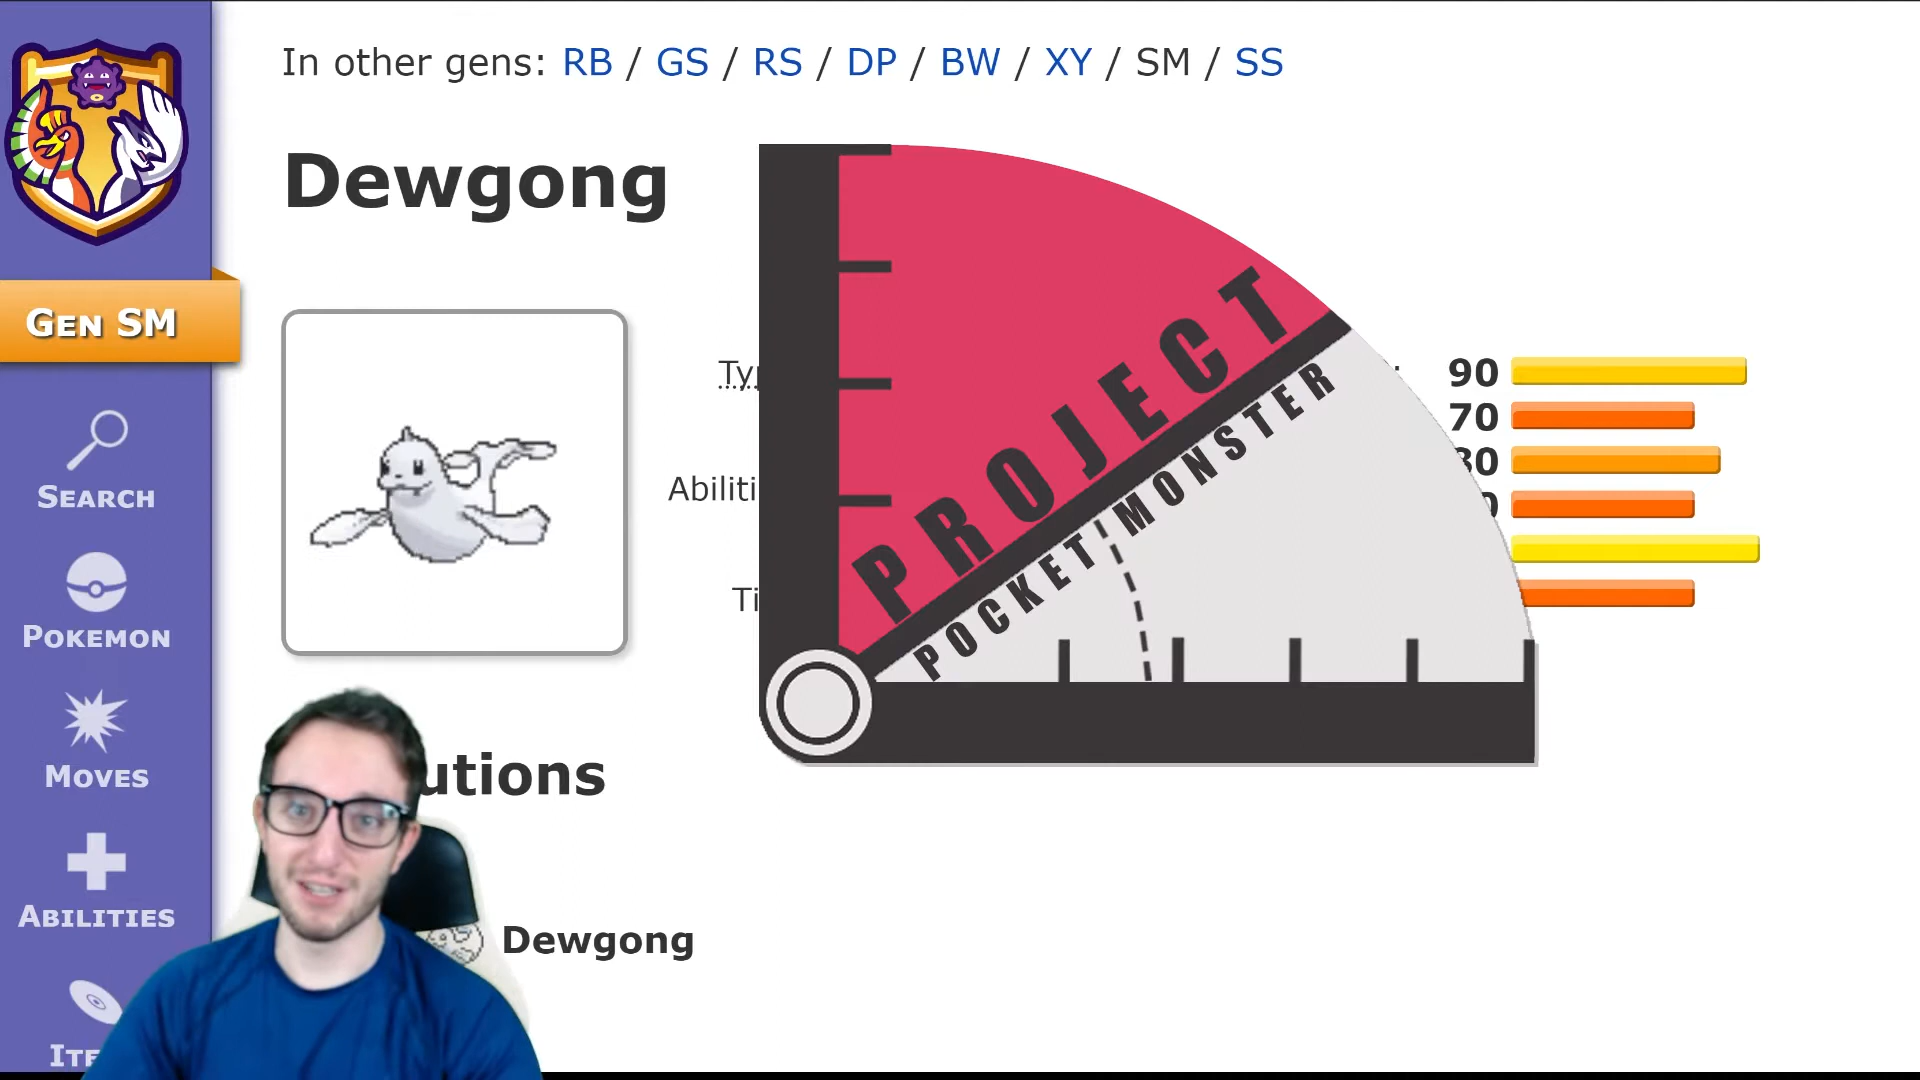 In other gens: RB / GS / RS / DP / BW / XY / SM / SS
Dewgong
GEN SM
PROJECT
POCKET MONSTER
90
70
SEARCH
POKEMON
MOVES
utions
ABILITIES
Dewgong